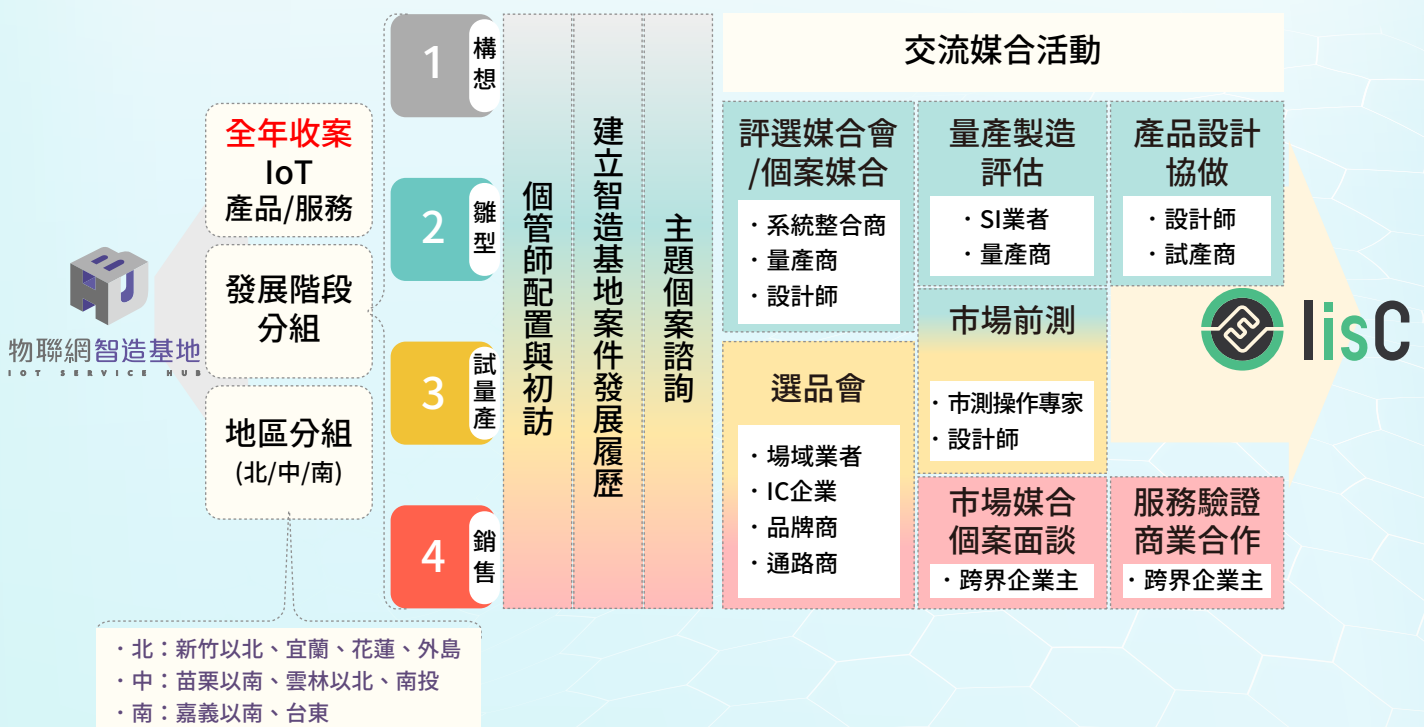 物聯網智造基地
IOT SERVICE HUB
全年收案
IoT
產品/服務
發展階段
分組
地區分組
(北/中/南)
・北：新竹以北、宜蘭、花蓮、外島
・中：苗栗以南、雲林以北、南投
・南：嘉義以南、台東
1
構想
2
雛型
3
試量產
4
銷售
個管師配置與初訪
建立智造基地案件發展履歷
主題個案諮詢
交流媒合活動
評選媒合會
/個案媒合
・系統整合商
・量產商
・設計師
量產製造
評估
・SI業者
・量產商
產品設計
協做
・設計師
・試產商
選品會
・場域業者
・IC企業
・品牌商
・通路商
市場前測
・市測操作專家
・設計師
市場媒合
個案面談
・跨界企業主
服務驗證
商業合作
・跨界企業主
IisC